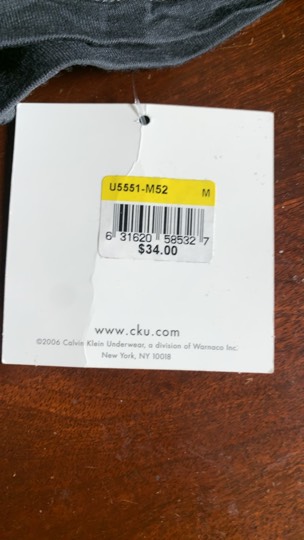 U5551-M52 M
6 31620 58532 7
$34.00
www.cku.com
©2006 Calvin Klein Underwear, a division of Warnaco Inc.
New York, NY 10018